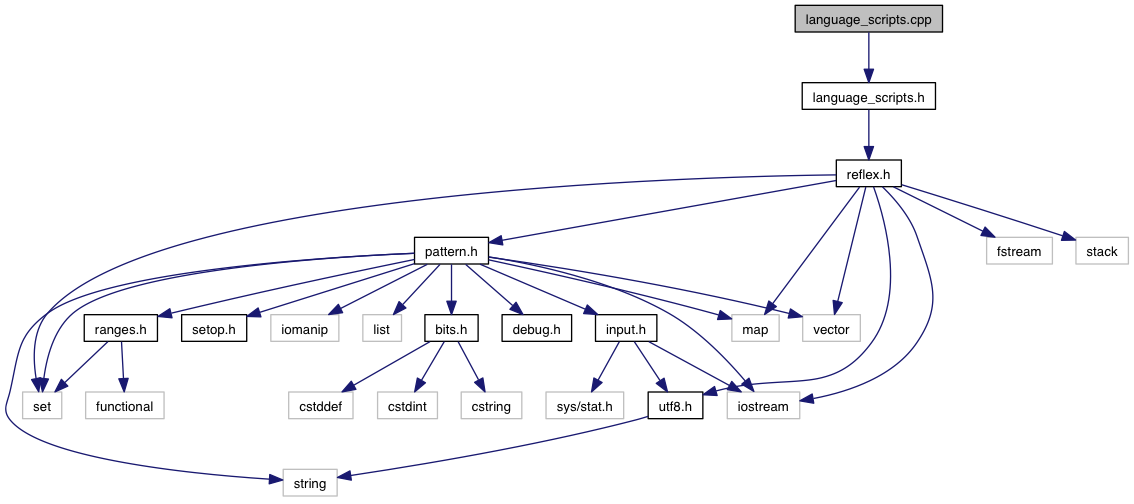 language_scripts.cpp
language_scripts.h
reflex.h
pattern.h
fstream
stack
ranges.h
setop.h
iomanip
list
bits.h
debug.h
input.h
map
vector
set
functional
cstddef
cstdint
cstring
sys/stat.h
utf8.h
iostream
string